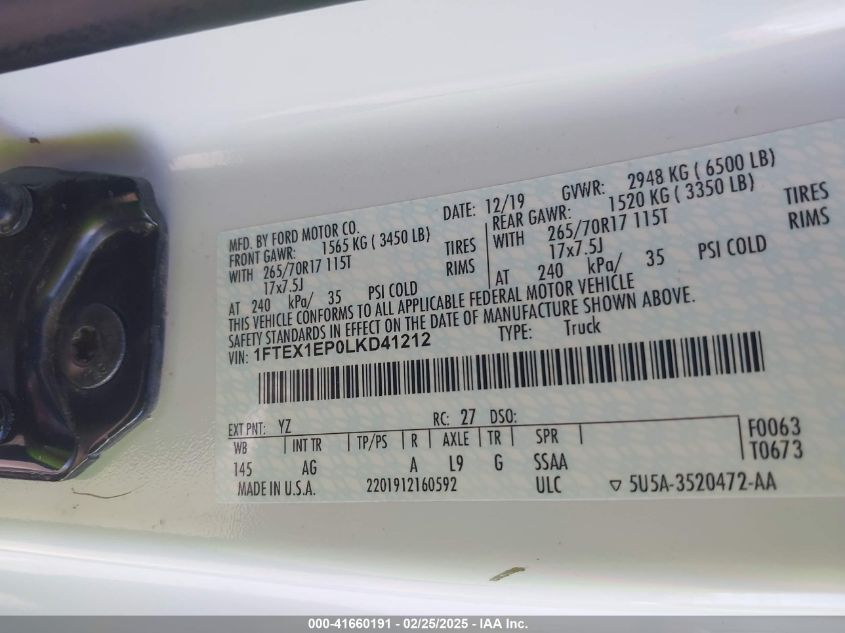 MFD. BY FORD MOTOR CO.
DATE: 12/19 GVWR: 2948 KG ( 6500 LB)
FRONT GAWR: 1565 KG ( 3450 LB)
WITH 265/70R17 115T TIRES
17x7.5J RIMS
AT 240 kPa/ 35 PSI COLD
REAR GAWR: 1520 KG ( 3350 LB)
WITH 265/70R17 115T TIRES
17x7.5J RIMS
AT 240 kPa/ 35 PSI COLD
THIS VEHICLE CONFORMS TO ALL APPLICABLE FEDERAL MOTOR VEHICLE
SAFETY STANDARDS IN EFFECT ON THE DATE OF MANUFACTURE SHOWN ABOVE.
VIN: 1FTEX1EP0LKD41212 TYPE: Truck
EXT PNT: YZ RC: 27 DSO: F0063
WB INT TR TP/PS R AXLE TR SPR T0673
145 AG A L9 G SSAA
MADE IN U.S.A. 2201912160592 ULC ▽ 5U5A-3520472-AA
000-41660191 - 02/25/2025 - IAA Inc.